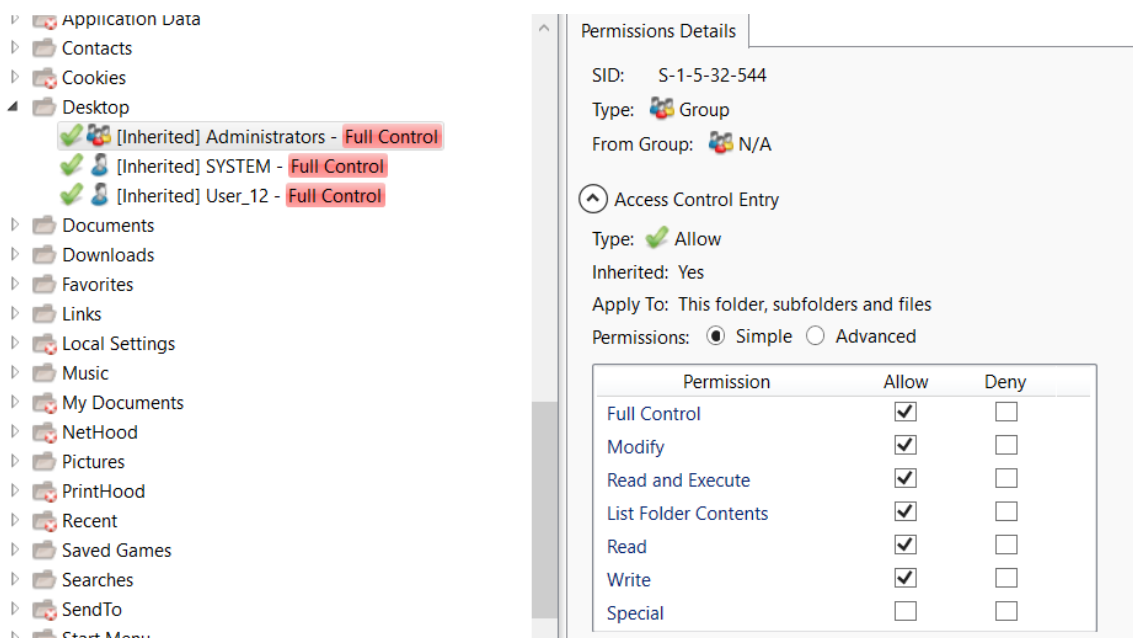 Application Data
Contacts
Cookies
Desktop
[Inherited] Administrators - Full Control
[Inherited] SYSTEM - Full Control
[Inherited] User_12 - Full Control
Documents
Downloads
Favorites
Links
Local Settings
Music
My Documents
NetHood
Pictures
PrintHood
Recent
Saved Games
Searches
SendTo
Start Menu
Permissions Details
SID: S-1-5-32-544
Type: Group
From Group: N/A
Access Control Entry
Type: Allow
Inherited: Yes
Apply To: This folder, subfolders and files
Permissions: Simple Advanced
Permission Allow Deny
Full Control
Modify
Read and Execute
List Folder Contents
Read
Write
Special